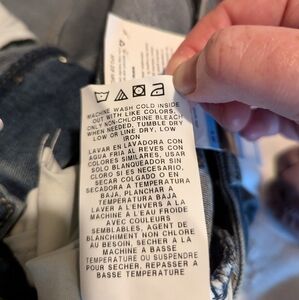 MACHINE WASH COLD INSIDE
OUT WITH LIKE COLORS.
ONLY NON-CHLORINE BLEACH
WHEN NEEDED. TUMBLE DRY
LOW OR LINE DRY, LOW
IRON
LAVAR EN LAVADORA CON
AGUA FRIA AL REVES CON
COLORES SIMILARES, USAR
SOLO BLANQUEADOR SIN
CLORO SI ES NECESARIO,
SECAR COLGADO O EN
SECADORA A TEMPERATURA
BAJA, PLANCHAR A
TEMPERATURA BAJA
LAVER A L'ENVERS A LA
MACHINE A L'EAU FROIDE
AVEC COULEURS
SEMBLABLES, AGENT DE
BLANCHIMENT NON CHLORE
AU BESOIN, SECHER A LA
MACHINE A BASSE
TEMPERATURE OU SUSPENDRE
POUR SECHER, REPASSER A
BASSE TEMPERATURE